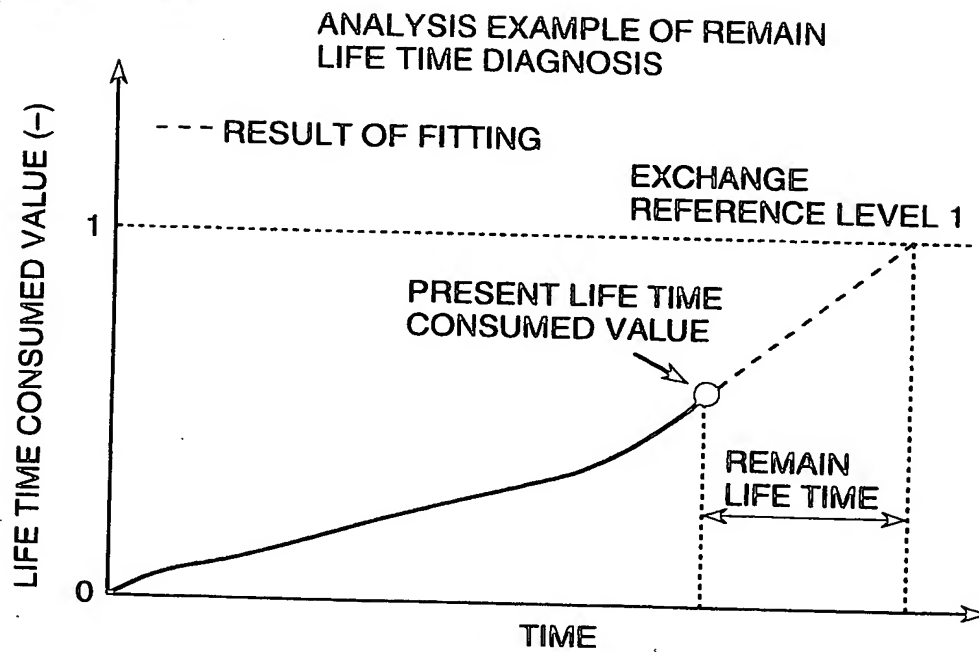 ANALYSIS EXAMPLE OF REMAIN
LIFE TIME DIAGNOSIS
LIFE TIME CONSUMED VALUE (–)
--- RESULT OF FITTING
EXCHANGE
REFERENCE LEVEL 1
1
PRESENT LIFE TIME
CONSUMED VALUE
REMAIN
LIFE TIME
0
TIME